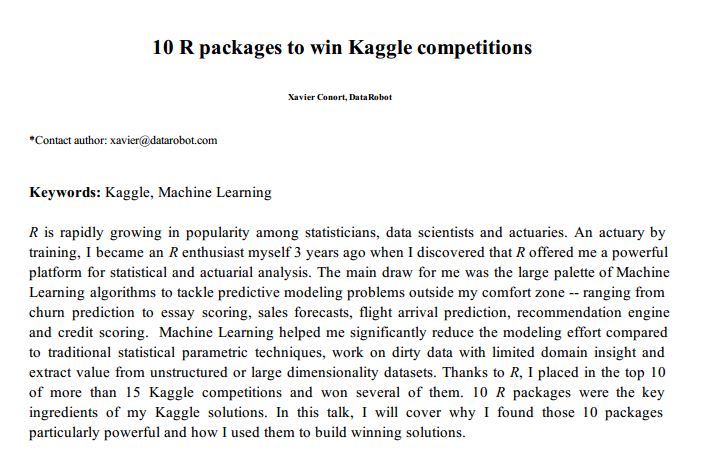 10 R packages to win Kaggle competitions
Xavier Conort, DataRobot
*Contact author: xavier@datarobot.com
Keywords: Kaggle, Machine Learning
R is rapidly growing in popularity among statisticians, data scientists and actuaries. An actuary by
training, I became an R enthusiast myself 3 years ago when I discovered that R offered me a powerful
platform for statistical and actuarial analysis. The main draw for me was the large palette of Machine
Learning algorithms to tackle predictive modeling problems outside my comfort zone -- ranging from
churn prediction to essay scoring, sales forecasts, flight arrival prediction, recommendation engine
and credit scoring. Machine Learning helped me significantly reduce the modeling effort compared
to traditional statistical parametric techniques, work on dirty data with limited domain insight and
extract value from unstructured or large dimensionality datasets. Thanks to R, I placed in the top 10
of more than 15 Kaggle competitions and won several of them. 10 R packages were the key
ingredients of my Kaggle solutions. In this talk, I will cover why I found those 10 packages
particularly powerful and how I used them to build winning solutions.